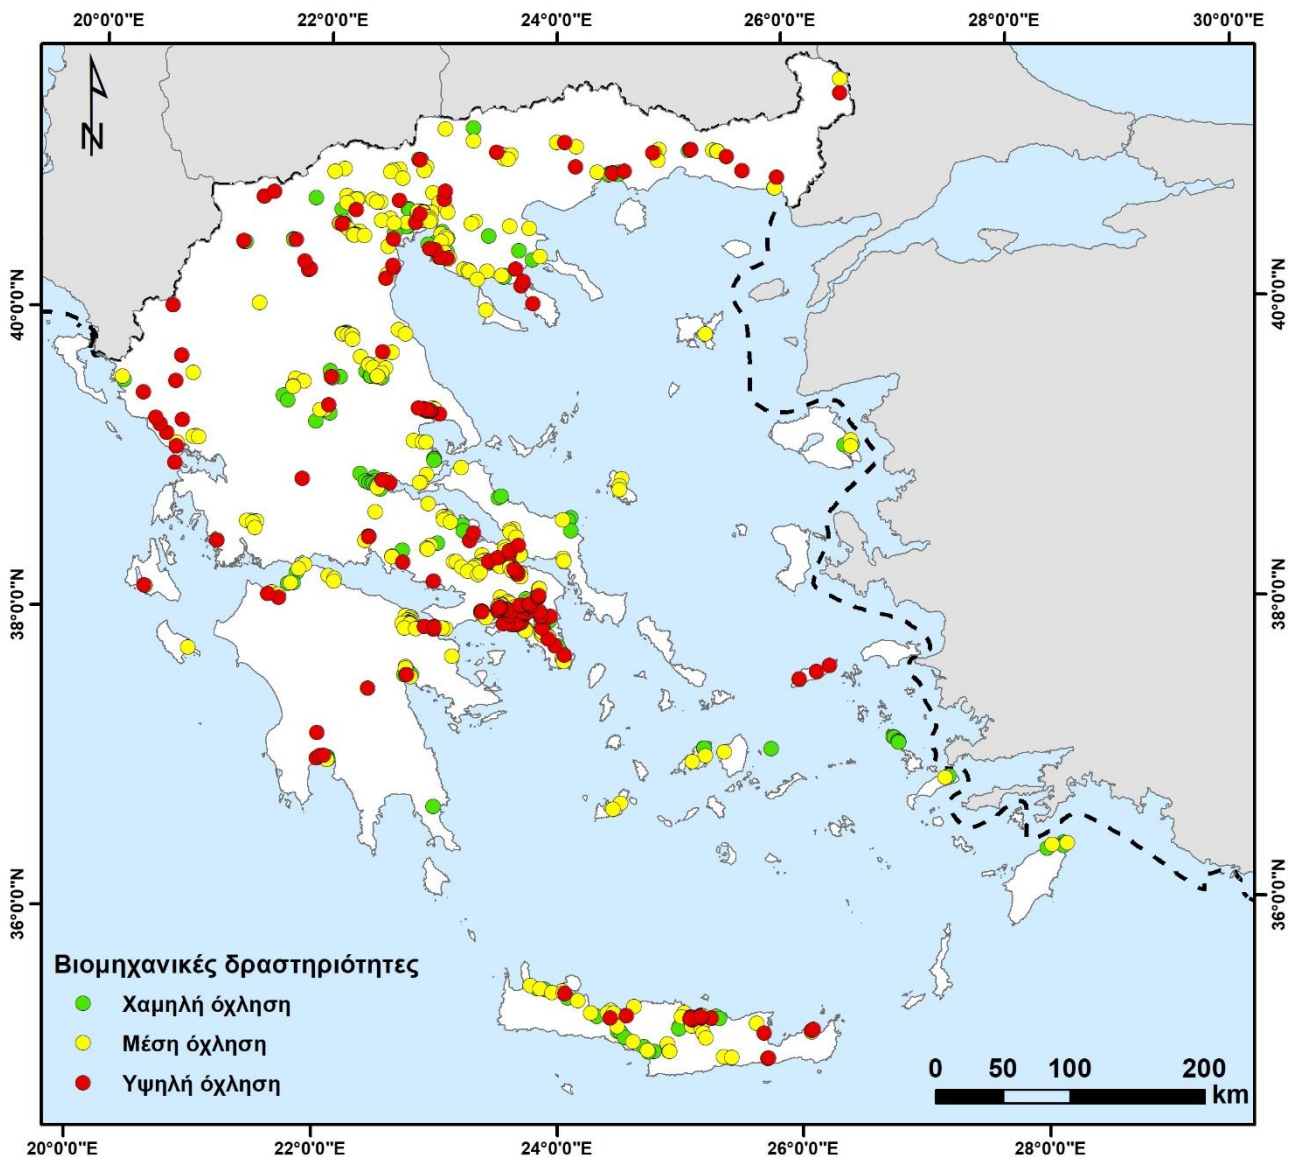 20°0'0"E 22°0'0"E 24°0'0"E 26°0'0"E 28°0'0"E 30°0'0"E
N
40°0'0"N 40°0'0"N
38°0'0"N 38°0'0"N
36°0'0"N 36°0'0"N
Βιομηχανικές δραστηριότητες
Χαμηλή όχληση
Μέση όχληση
Υψηλή όχληση
0 50 100 200
km
20°0'0"E 22°0'0"E 24°0'0"E 26°0'0"E 28°0'0"E